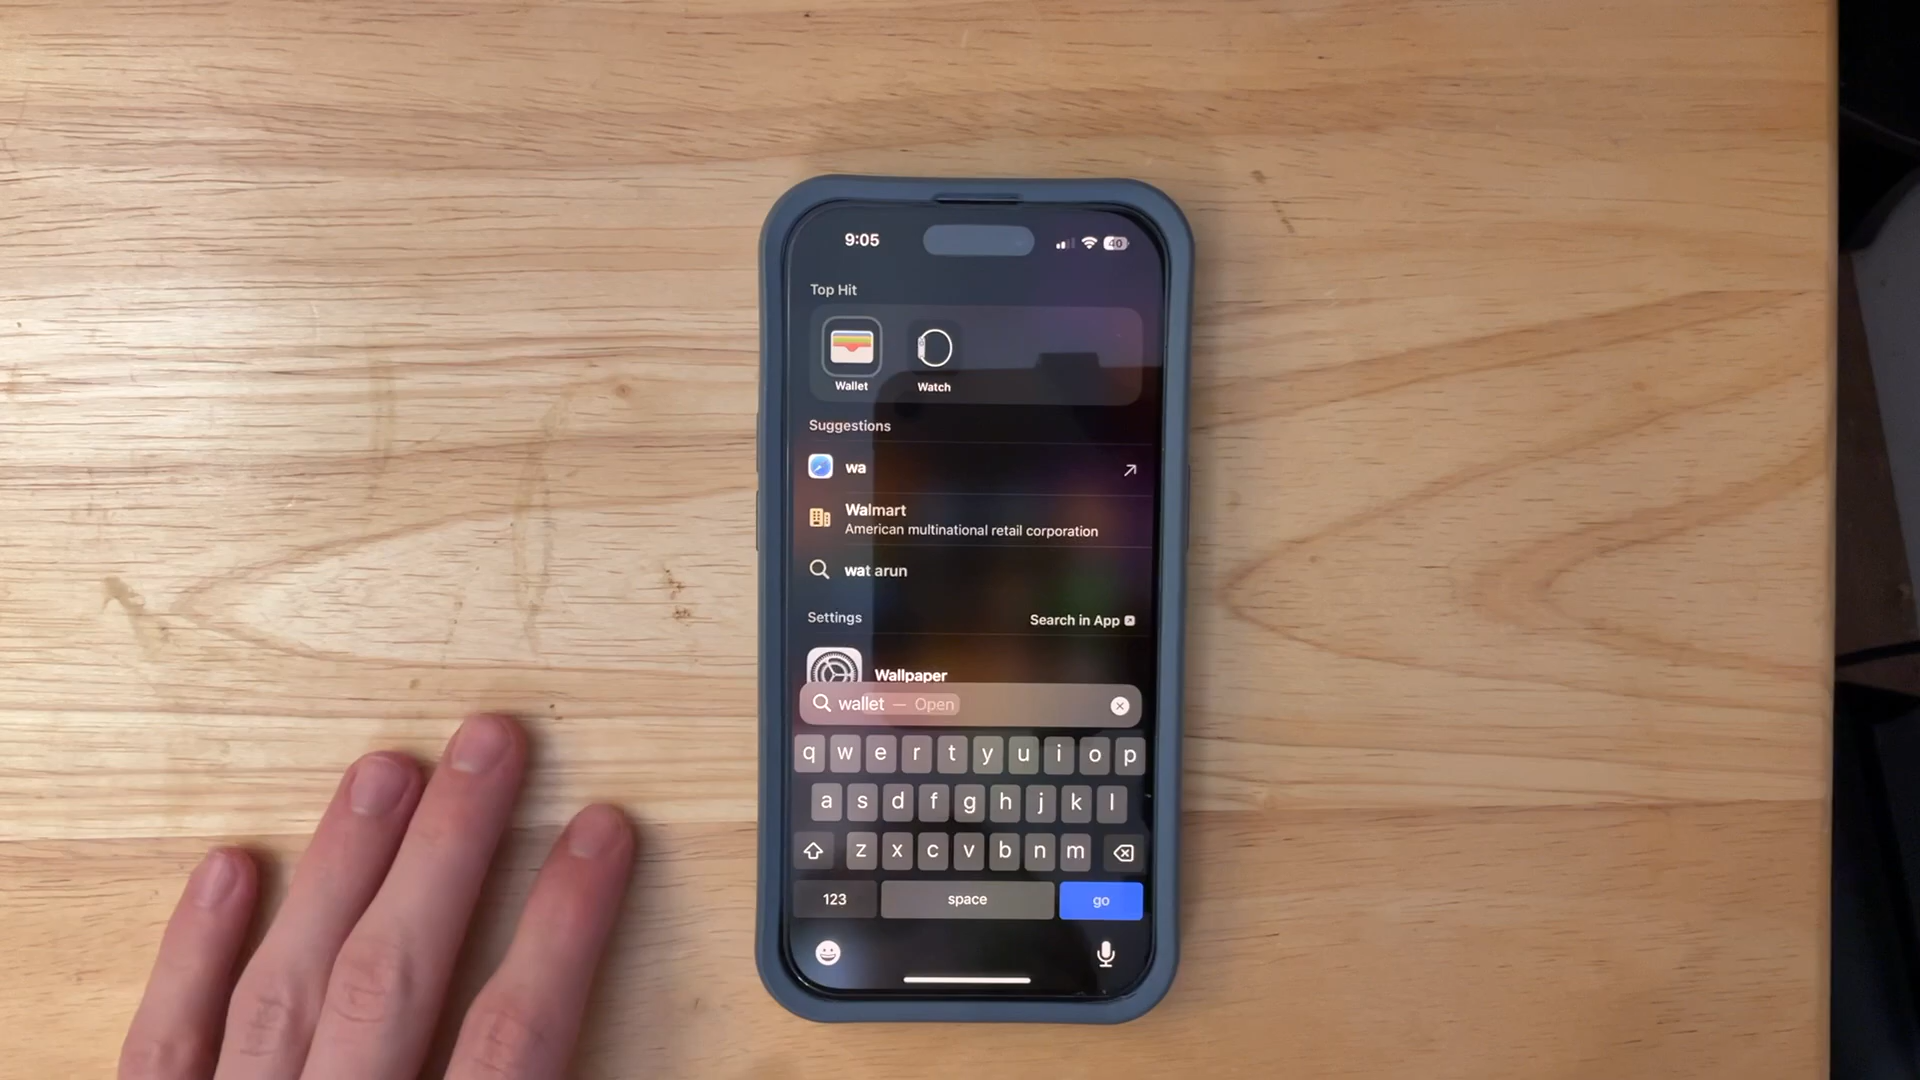 9:05
40
Top Hit
Wallet
Watch
Suggestions
wa
Walmart
American multinational retail corporation
wat arun
Settings
Search in App
Wallpaper
wallet — Open
q w e r t y u i o p
a s d f g h j k l
z x c v b n m
123 space go